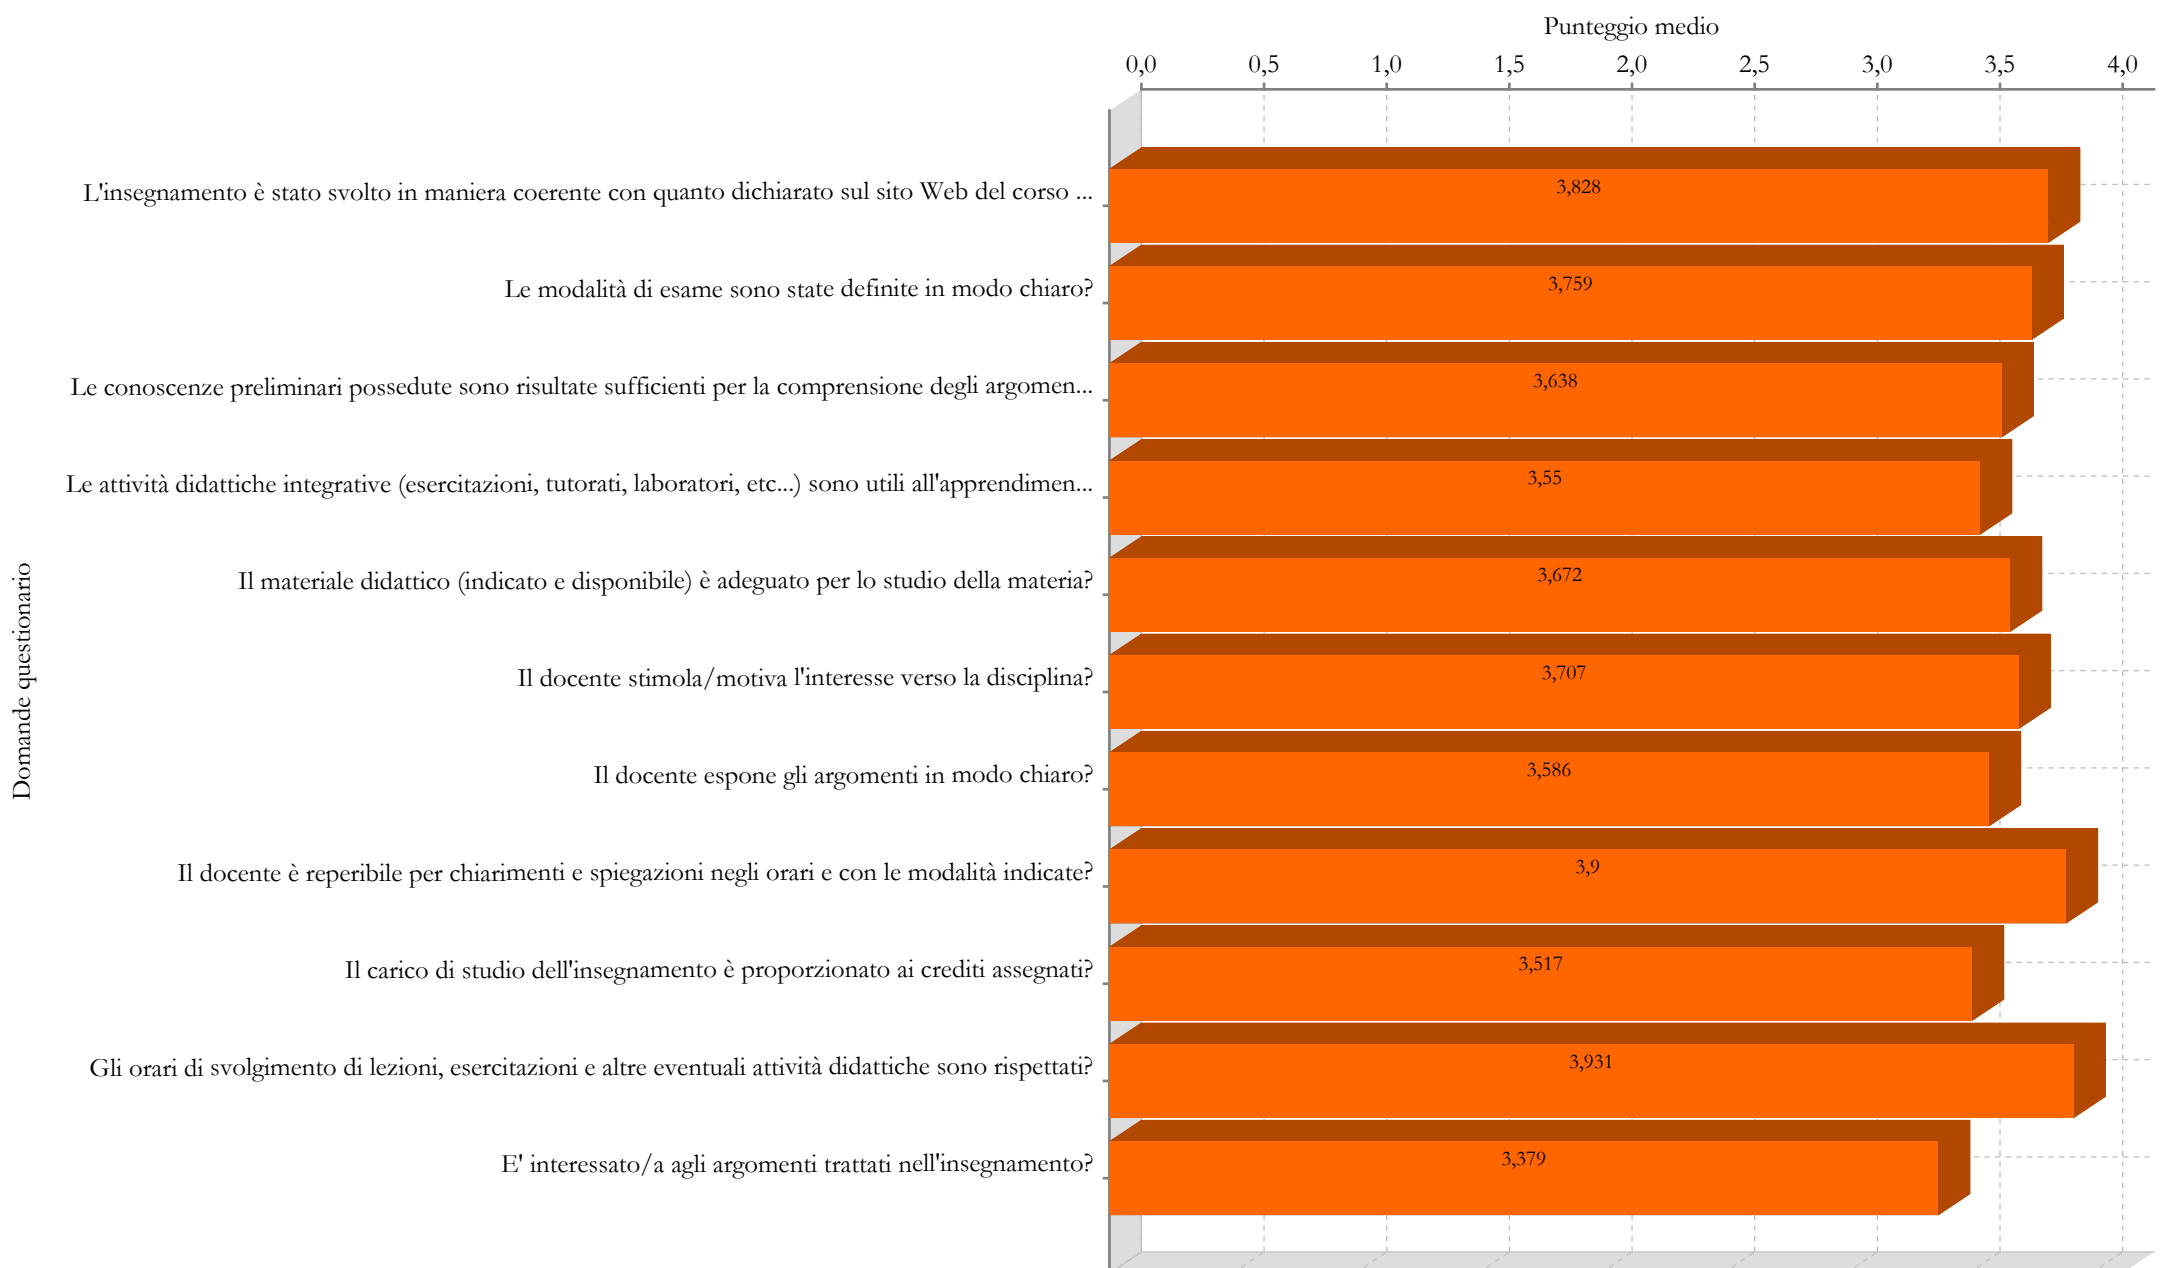 Punteggio medio
0,0 0,5 1,0 1,5 2,0 2,5 3,0 3,5 4,0
L'insegnamento è stato svolto in maniera coerente con quanto dichiarato sul sito Web del corso ... 3,828
Le modalità di esame sono state definite in modo chiaro? 3,759
Le conoscenze preliminari possedute sono risultate sufficienti per la comprensione degli argomen... 3,638
Le attività didattiche integrative (esercitazioni, tutorati, laboratori, etc...) sono utili all'apprendimen... 3,55
Il materiale didattico (indicato e disponibile) è adeguato per lo studio della materia? 3,672
Il docente stimola/motiva l'interesse verso la disciplina? 3,707
Il docente espone gli argomenti in modo chiaro? 3,586
Il docente è reperibile per chiarimenti e spiegazioni negli orari e con le modalità indicate? 3,9
Il carico di studio dell'insegnamento è proporzionato ai crediti assegnati? 3,517
Gli orari di svolgimento di lezioni, esercitazioni e altre eventuali attività didattiche sono rispettati? 3,931
E' interessato/a agli argomenti trattati nell'insegnamento? 3,379
Domande questionario